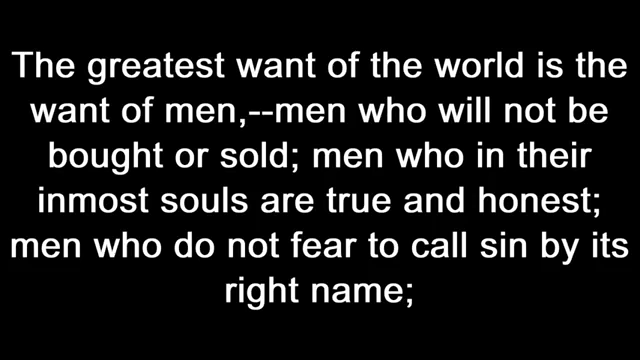 The greatest want of the world is the
want of men,--men who will not be
bought or sold; men who in their
inmost souls are true and honest;
men who do not fear to call sin by its
right name;